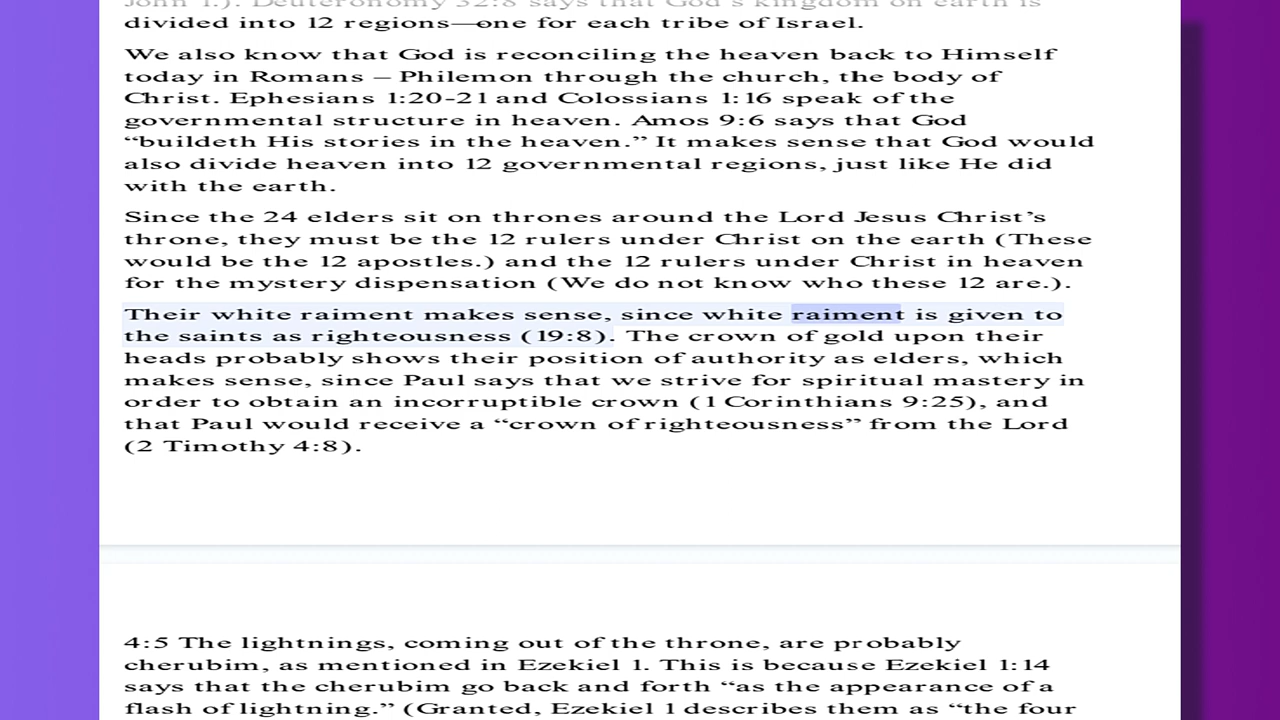 John 1.). Deuteronomy 32:8 says that God's kingdom on earth is
divided into 12 regions—one for each tribe of Israel.
We also know that God is reconciling the heaven back to Himself
today in Romans – Philemon through the church, the body of
Christ. Ephesians 1:20-21 and Colossians 1:16 speak of the
governmental structure in heaven. Amos 9:6 says that God
“buildeth His stories in the heaven.” It makes sense that God would
also divide heaven into 12 governmental regions, just like He did
with the earth.
Since the 24 elders sit on thrones around the Lord Jesus Christ’s
throne, they must be the 12 rulers under Christ on the earth (These
would be the 12 apostles.) and the 12 rulers under Christ in heaven
for the mystery dispensation (We do not know who these 12 are.).
Their white raiment makes sense, since white raiment is given to
the saints as righteousness (19:8). The crown of gold upon their
heads probably shows their position of authority as elders, which
makes sense, since Paul says that we strive for spiritual mastery in
order to obtain an incorruptible crown (1 Corinthians 9:25), and
that Paul would receive a “crown of righteousness” from the Lord
(2 Timothy 4:8).
4:5 The lightnings, coming out of the throne, are probably
cherubim, as mentioned in Ezekiel 1. This is because Ezekiel 1:14
says that the cherubim go back and forth “as the appearance of a
flash of lightning.” (Granted, Ezekiel 1 describes them as “the four